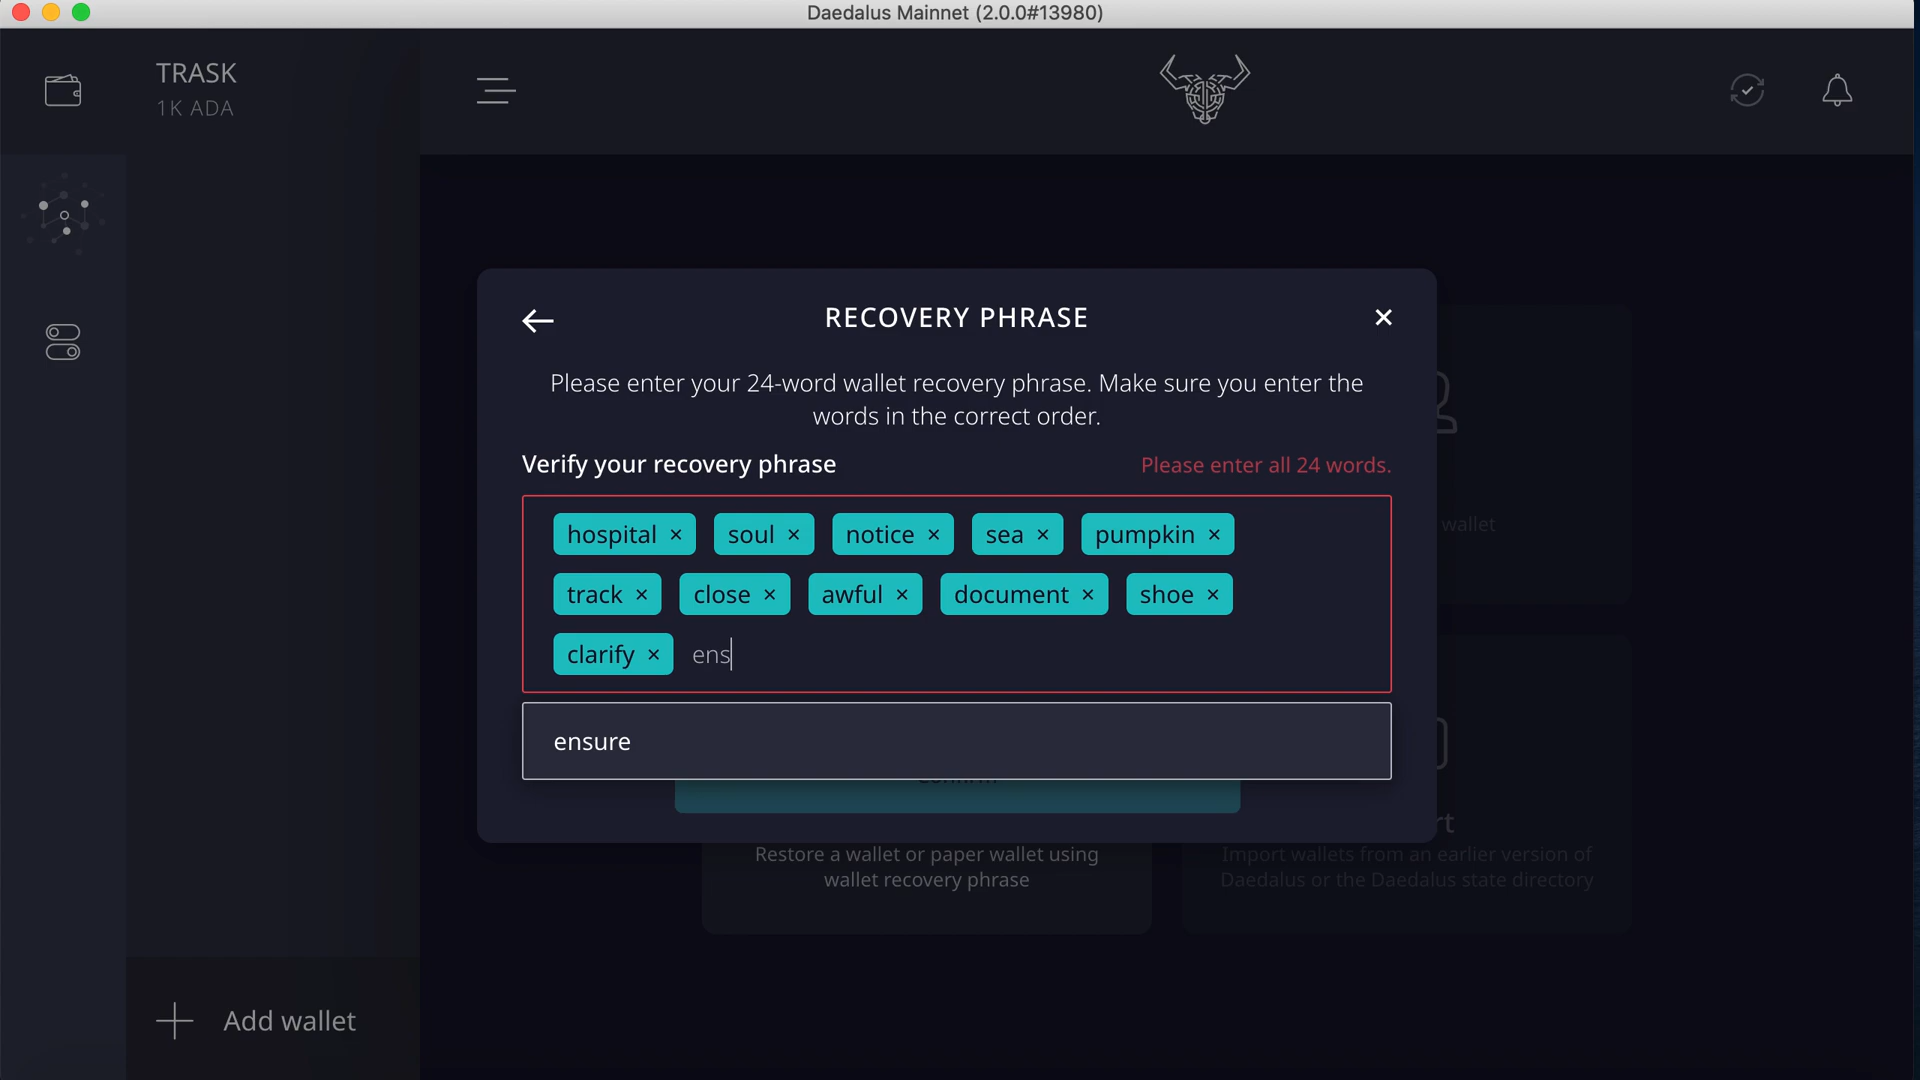 Daedalus Mainnet (2.0.0#13980)
TRASK
1K ADA
RECOVERY PHRASE
Please enter your 24-word wallet recovery phrase. Make sure you enter the
words in the correct order.
Verify your recovery phrase
Please enter all 24 words.
hospital × soul × notice × sea × pumpkin ×
track × close × awful × document × shoe ×
clarify × ens
wallet
ensure
Restore a wallet or paper wallet using
wallet recovery phrase
Import wallets from an earlier version of
Daedalus or the Daedalus state directory
Add wallet